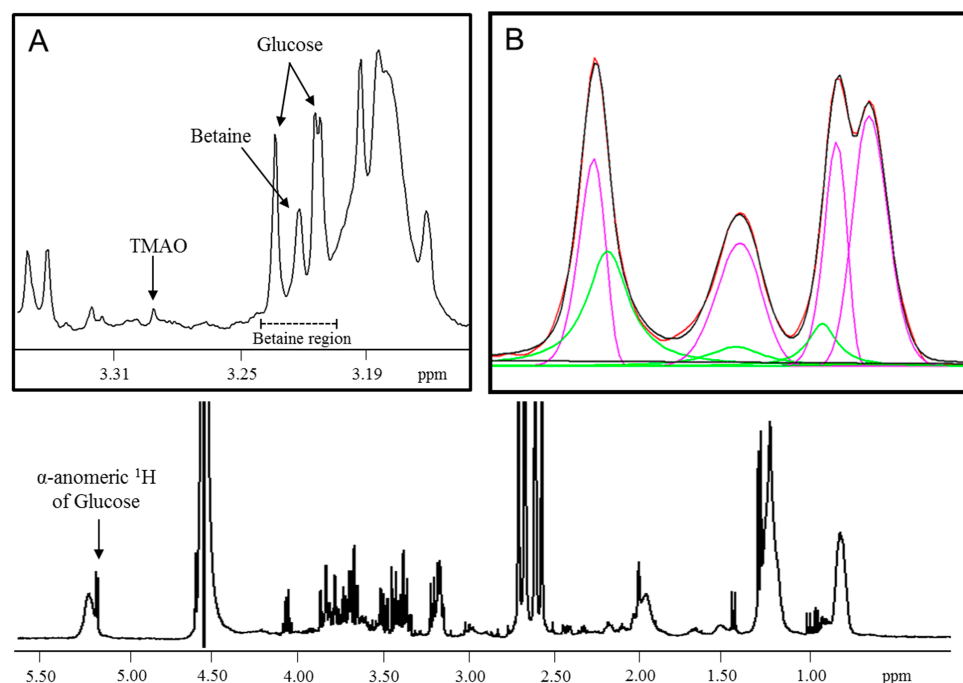 A
Glucose
Betaine
TMAO
Betaine region
3.31 3.25 3.19 ppm
B
α-anomeric ¹H
of Glucose
5.50 5.00 4.50 4.00 3.50 3.00 2.50 2.00 1.50 1.00 ppm